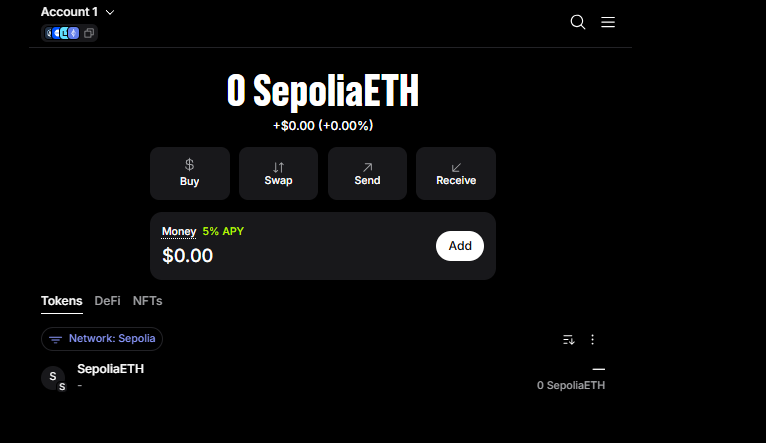 Account 1
0 SepoliaETH
+$0.00 (+0.00%)
$
Buy
Swap
Send
Receive
Money 5% APY
$0.00
Add
Tokens DeFi NFTs
Network: Sepolia
S
S
SepoliaETH
-
—
0 SepoliaETH